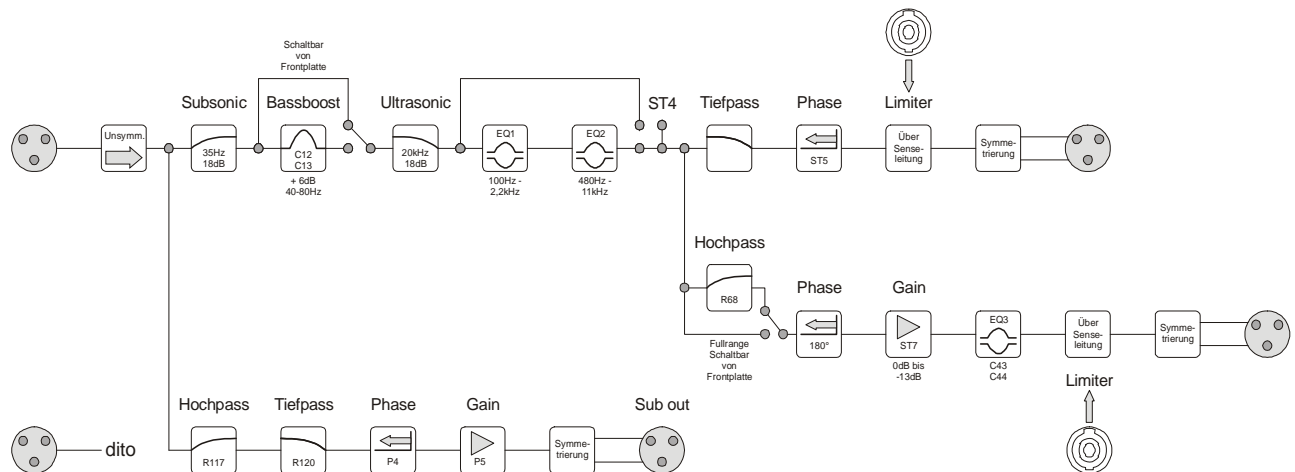 Schaltbar
von
Frontplatte
Subsonic
Bassboost
Ultrasonic
ST4
Tiefpass
Phase
Limiter
Unsymm.
35Hz
18dB
C12
C13
+ 6dB
40-80Hz
20kHz
18dB
EQ1
100Hz -
2,2kHz
EQ2
480Hz -
11kHz
ST5
Über
Sense-
leitung
Symme-
trierung
Hochpass
R68
Fullrange
Schaltbar
von
Frontplatte
Phase
180°
Gain
ST7
0dB bis
-13dB
EQ3
C43
C44
Über
Sense-
leitung
Limiter
Symme-
trierung
dito
Hochpass
R117
Tiefpass
R120
Phase
P4
Gain
P5
Symme-
trierung
Sub out